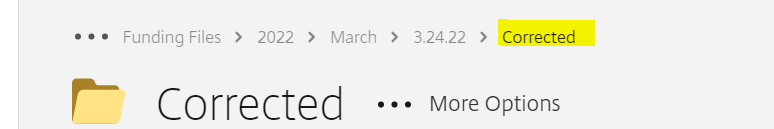 ••• Funding Files > 2022 > March > 3.24.22 > Corrected
Corrected ••• More Options